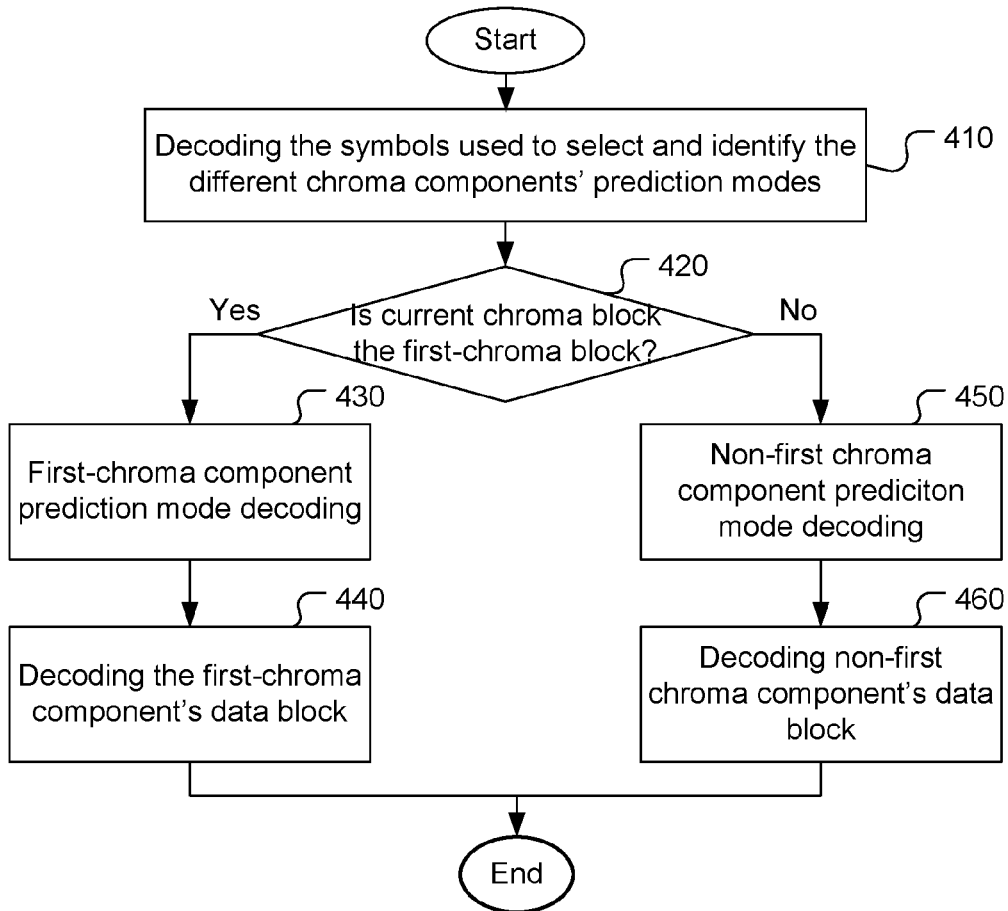 Start
Decoding the symbols used to select and identify the
different chroma components' prediction modes
410
420
Yes
Is current chroma block
the first-chroma block?
No
430
First-chroma component
prediction mode decoding
450
Non-first chroma
component prediciton
mode decoding
440
Decoding the first-chroma
component's data block
460
Decoding non-first
chroma component's data
block
End